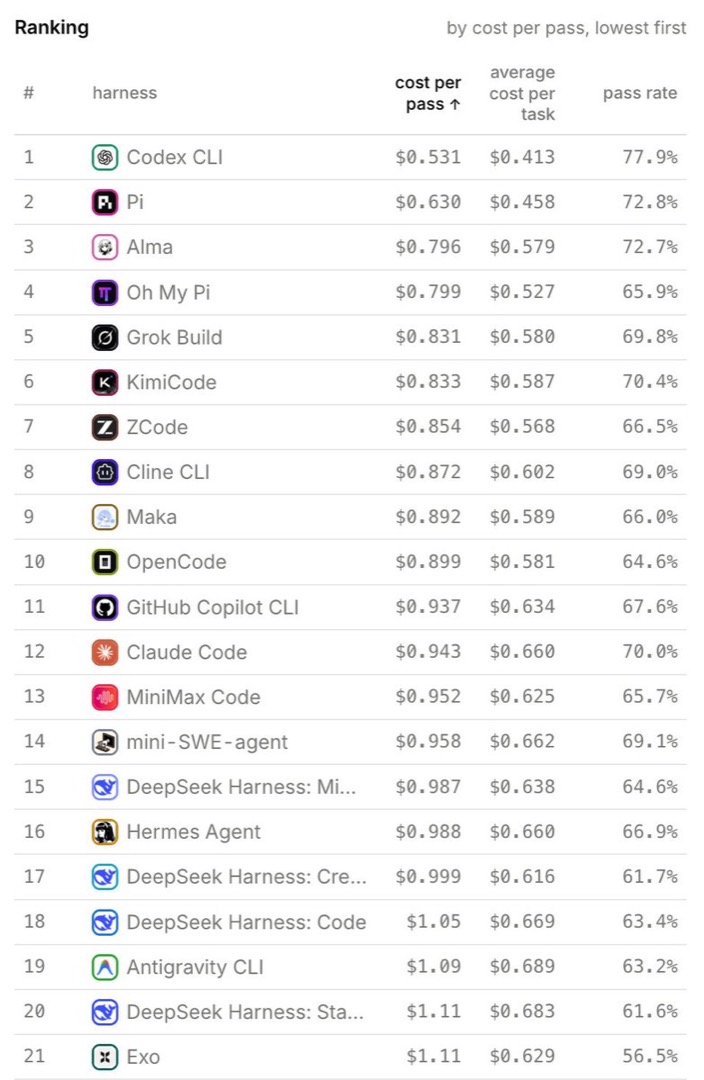 Ranking by cost per pass, lowest first
# harness cost per pass ↑ average cost per task pass rate
1 Codex CLI $0.531 $0.413 77.9%
2 Pi $0.630 $0.458 72.8%
3 Alma $0.796 $0.579 72.7%
4 Oh My Pi $0.799 $0.527 65.9%
5 Grok Build $0.831 $0.580 69.8%
6 KimiCode $0.833 $0.587 70.4%
7 ZCode $0.854 $0.568 66.5%
8 Cline CLI $0.872 $0.602 69.0%
9 Maka $0.892 $0.589 66.0%
10 OpenCode $0.899 $0.581 64.6%
11 GitHub Copilot CLI $0.937 $0.634 67.6%
12 Claude Code $0.943 $0.660 70.0%
13 MiniMax Code $0.952 $0.625 65.7%
14 mini-SWE-agent $0.958 $0.662 69.1%
15 DeepSeek Harness: Mi... $0.987 $0.638 64.6%
16 Hermes Agent $0.988 $0.660 66.9%
17 DeepSeek Harness: Cre... $0.999 $0.616 61.7%
18 DeepSeek Harness: Code $1.05 $0.669 63.4%
19 Antigravity CLI $1.09 $0.689 63.2%
20 DeepSeek Harness: Sta... $1.11 $0.683 61.6%
21 Exo $1.11 $0.629 56.5%